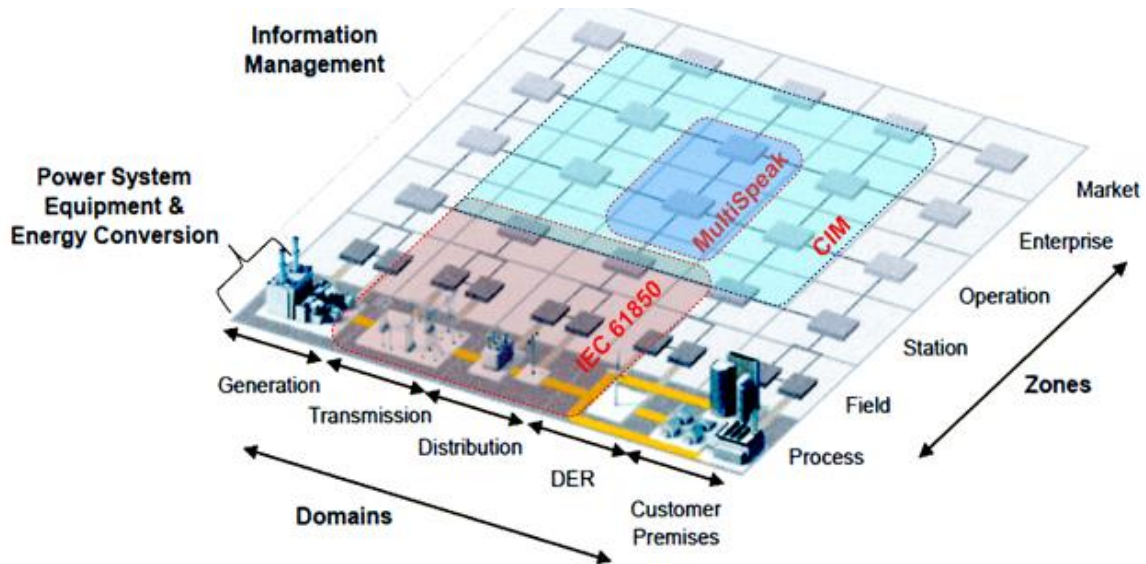 Information
Management
Power System
Equipment &
Energy Conversion
MultiSpeak
CIM
IEC 61850
Market
Enterprise
Operation
Station
Field
Process
Zones
Generation
Transmission
Distribution
DER
Customer
Premises
Domains